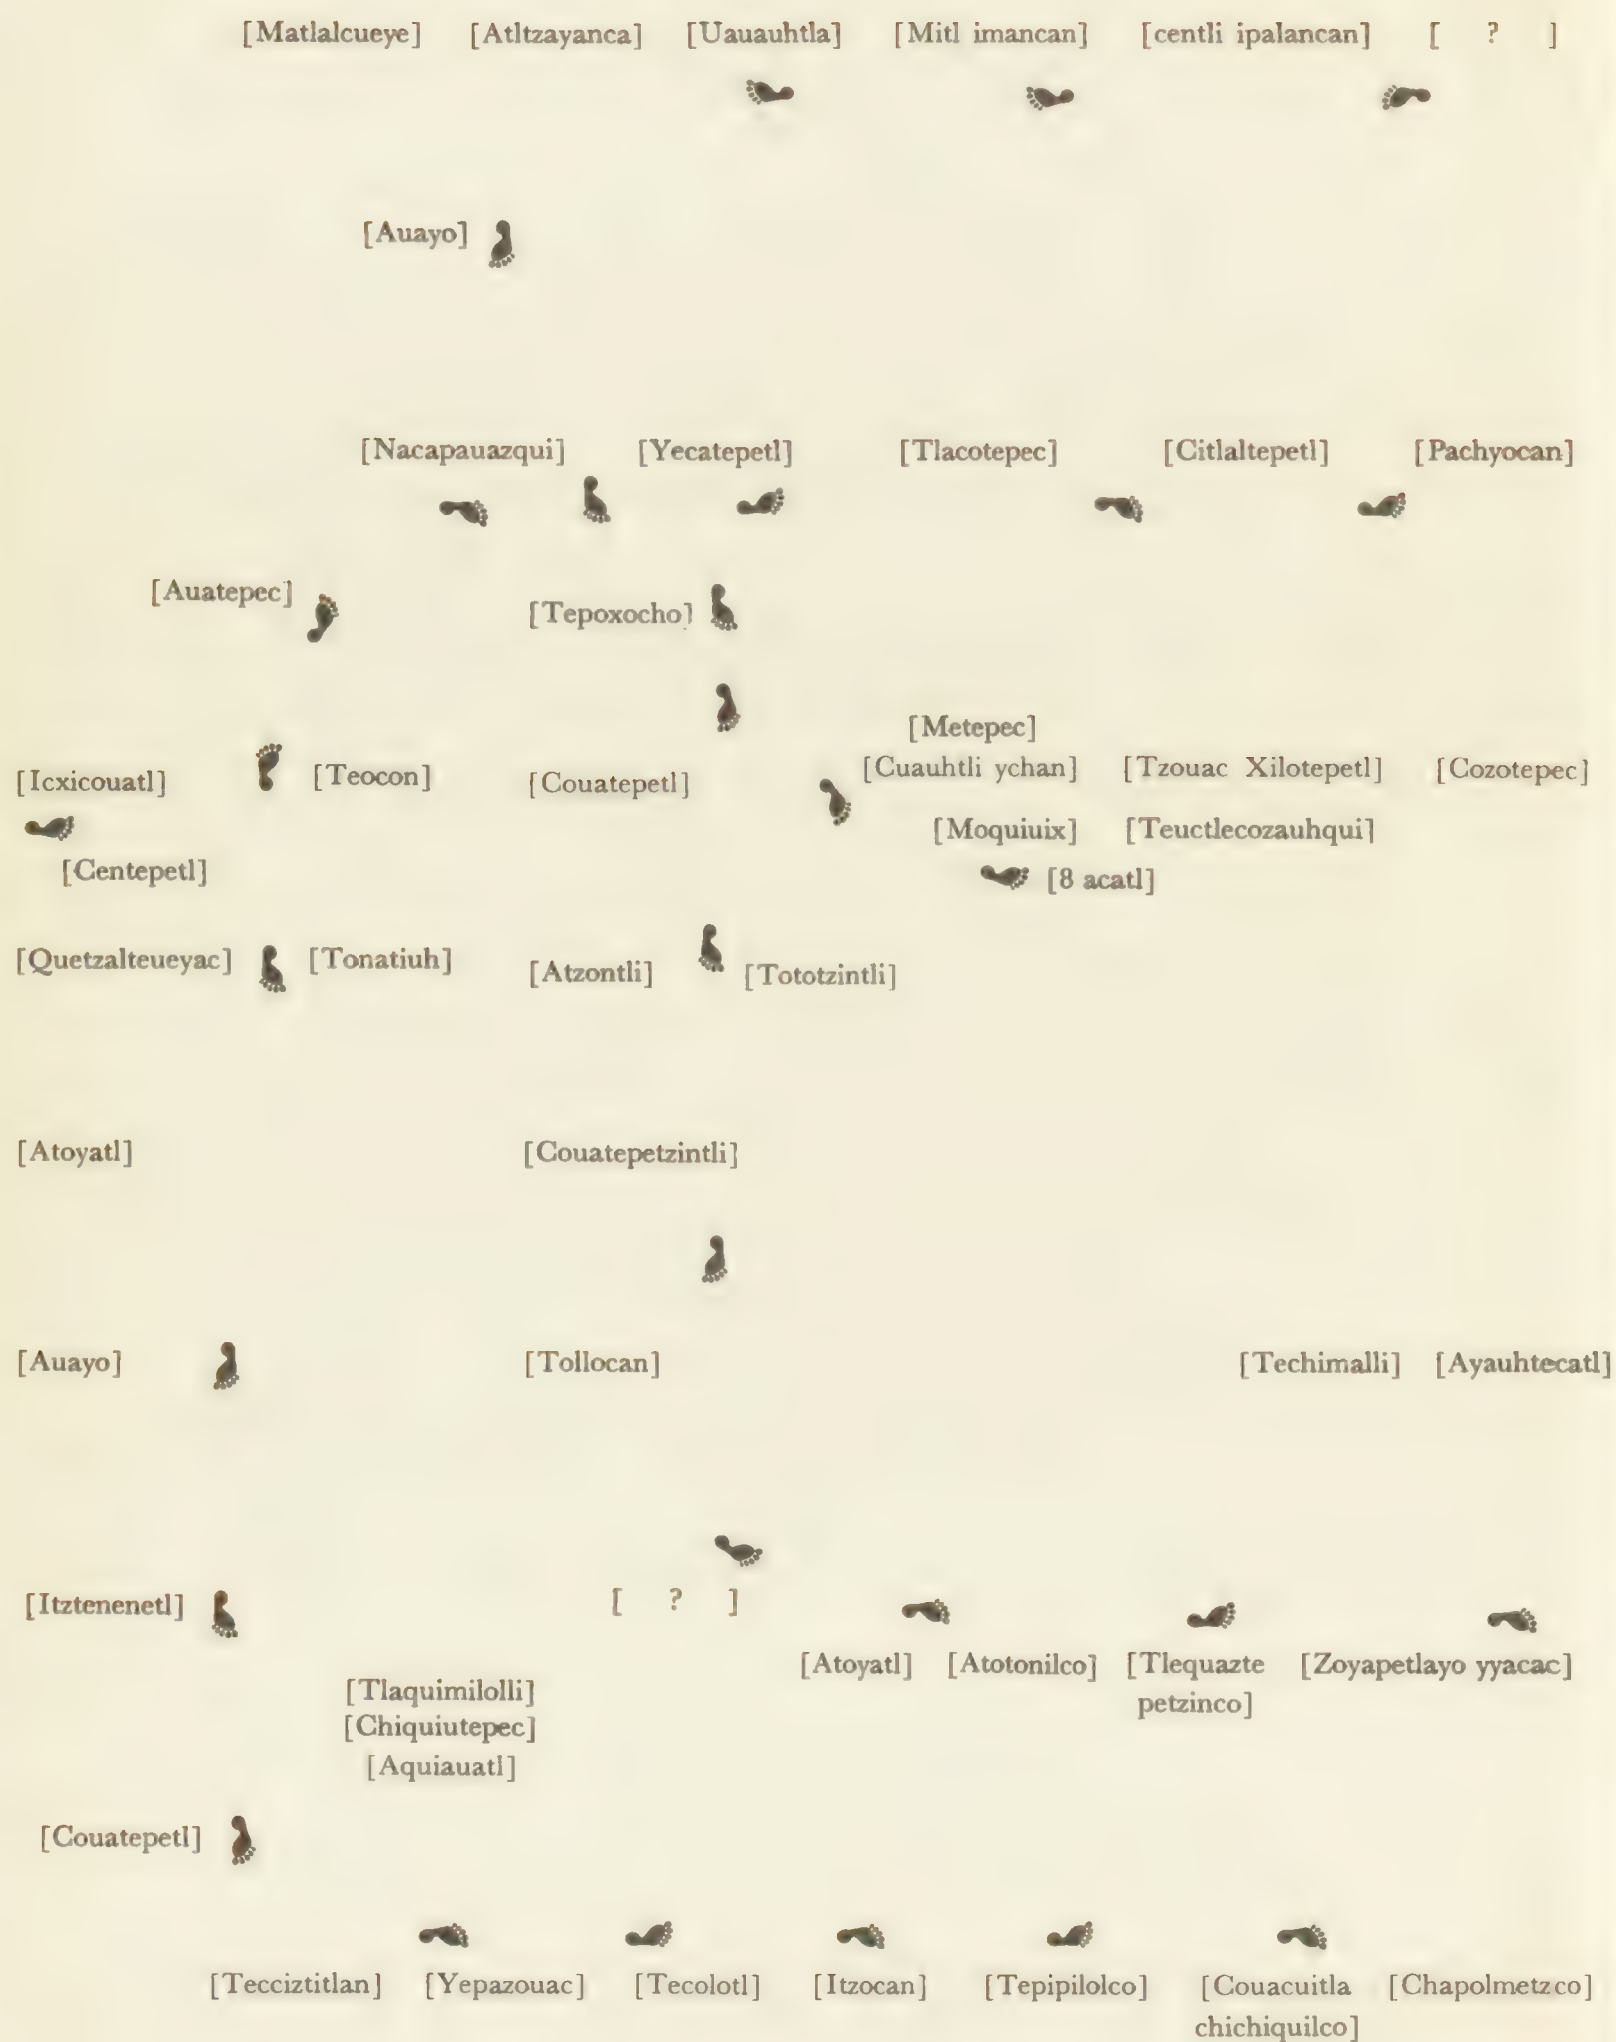 [Matlalcueye] [Atltzayanca] [Uauauhtla] [Mitl imancan] [centli ipalancan] [ ? ]
[Auayo]
[Nacapauazqui] [Yecatepetl] [Tlacotepec] [Citlaltepetl] [Pachyocan]
[Auatepec]
[Tepoxocho]
[Metepec]
[Icxicouatl] [Teocon] [Couatepetl] [Cuauhtli ychan] [Tzouac Xilotepetl] [Cozotepec]
[Moquiuix] [Teuctlecozauhqui]
[Centepetl] [8 acatl]
[Quetzalteueyac] [Tonatiuh] [Atzontli] [Tototzintli]
[Atoyatl] [Couatepetzintli]
[Auayo] [Tollocan] [Techimalli] [Ayauhtecatl]
[Itztenenetl] [ ? ]
[Atoyatl] [Atotonilco] [Tlequazte [Zoyapetlayo yyacac]
petzinco]
[Tlaquimilolli]
[Chiquiutepec]
[Aquiauatl]
[Couatepetl]
[Tecciztitlan] [Yepazouac] [Tecolotl] [Itzocan] [Tepipilolco] [Couacuitla [Chapolmetzco]
chichiquilco]